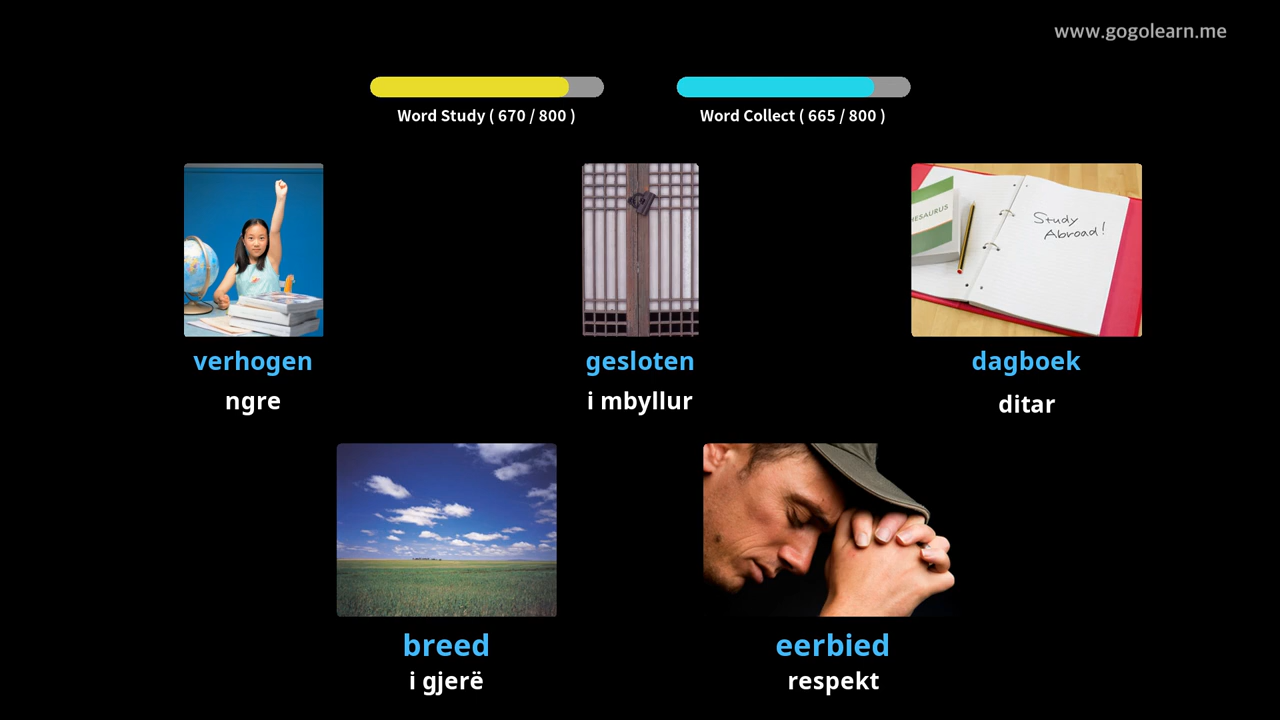 www.gogolearn.me
Word Study ( 670 / 800 )
Word Collect ( 665 / 800 )
Study
Abroad!
verhogen
ngre
gesloten
i mbyllur
dagboek
ditar
breed
i gjerë
eerbied
respekt